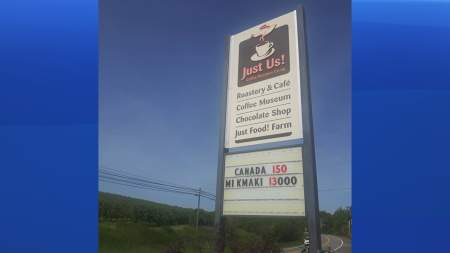 Just Us!
Roastery & Café
Coffee Museum
Chocolate Shop
Just Food! Farm
CANADA 150
MI KMAKI 13000